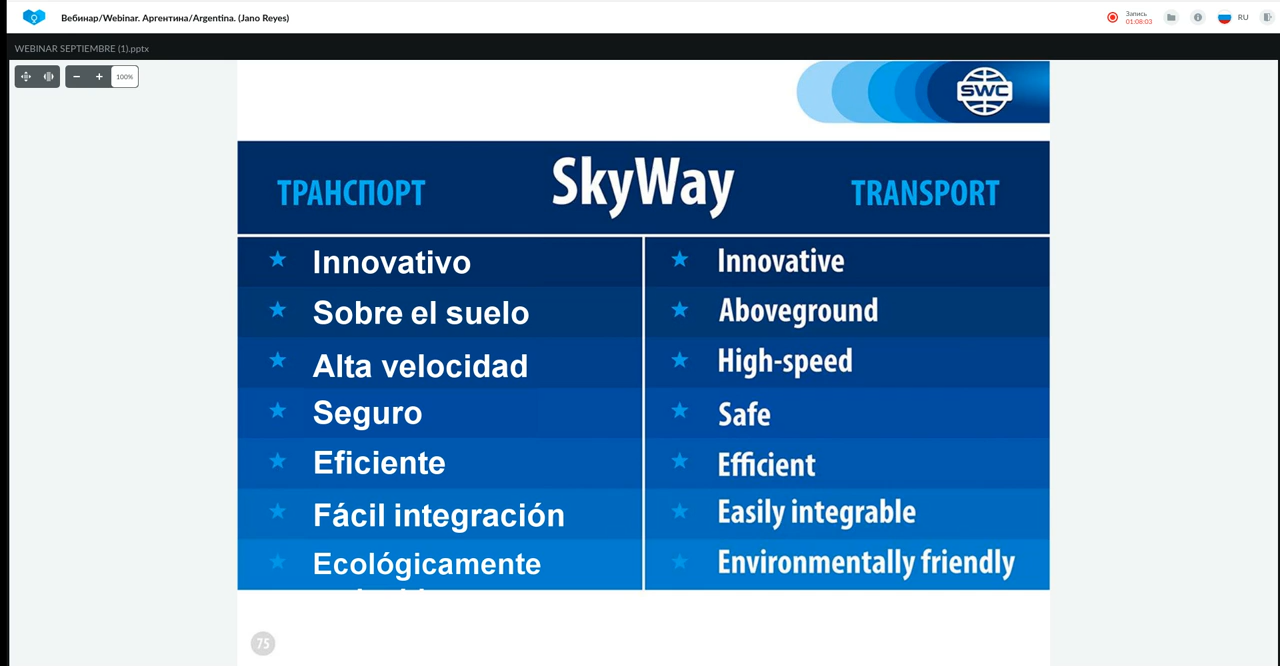 Вебинар/Webinar. Аргентина/Argentina. (Jano Reyes)
Запись
01:08:03
RU
WEBINAR SEPTIEMBRE (1).pptx
100%
SWC
ТРАНСПОРТ
SkyWay
TRANSPORT
Innovativo
Innovative
Sobre el suelo
Aboveground
Alta velocidad
High-speed
Seguro
Safe
Eficiente
Efficient
Fácil integración
Easily integrable
Ecológicamente
Environmentally friendly
75